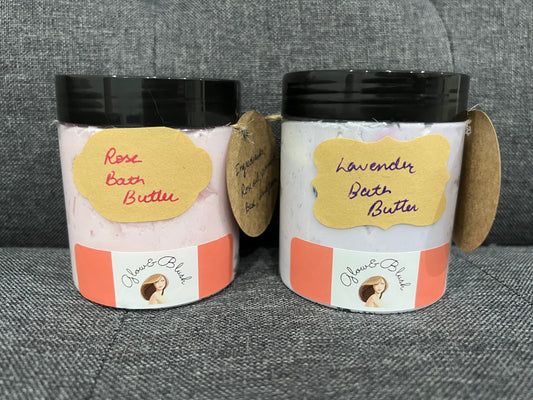 Rose
Bath
Butter
Glow & Blush
Lavender
Bath
Butter
Glow & Blush